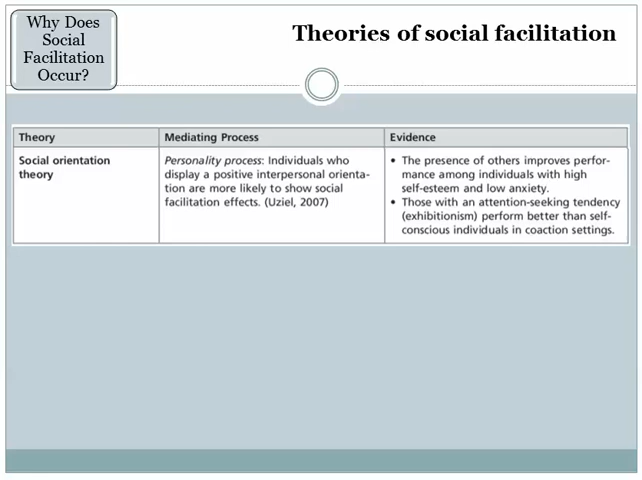 Why Does
Social
Facilitation
Occur?
Theories of social facilitation
Theory
Mediating Process
Evidence
Social orientation
theory
Personality process: Individuals who
display a positive interpersonal orienta-
tion are more likely to show social
facilitation effects. (Uziel, 2007)
• The presence of others improves perfor-
mance among individuals with high
self-esteem and low anxiety.
• Those with an attention-seeking tendency
(exhibitionism) perform better than self-
conscious individuals in coaction settings.